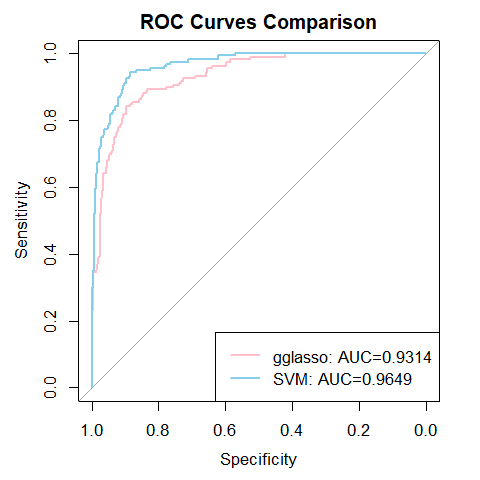 ROC Curves Comparison
Sensitivity
1.0
0.8
0.6
0.4
0.2
0.0
gglasso: AUC=0.9314
SVM: AUC=0.9649
1.0 0.8 0.6 0.4 0.2 0.0
Specificity